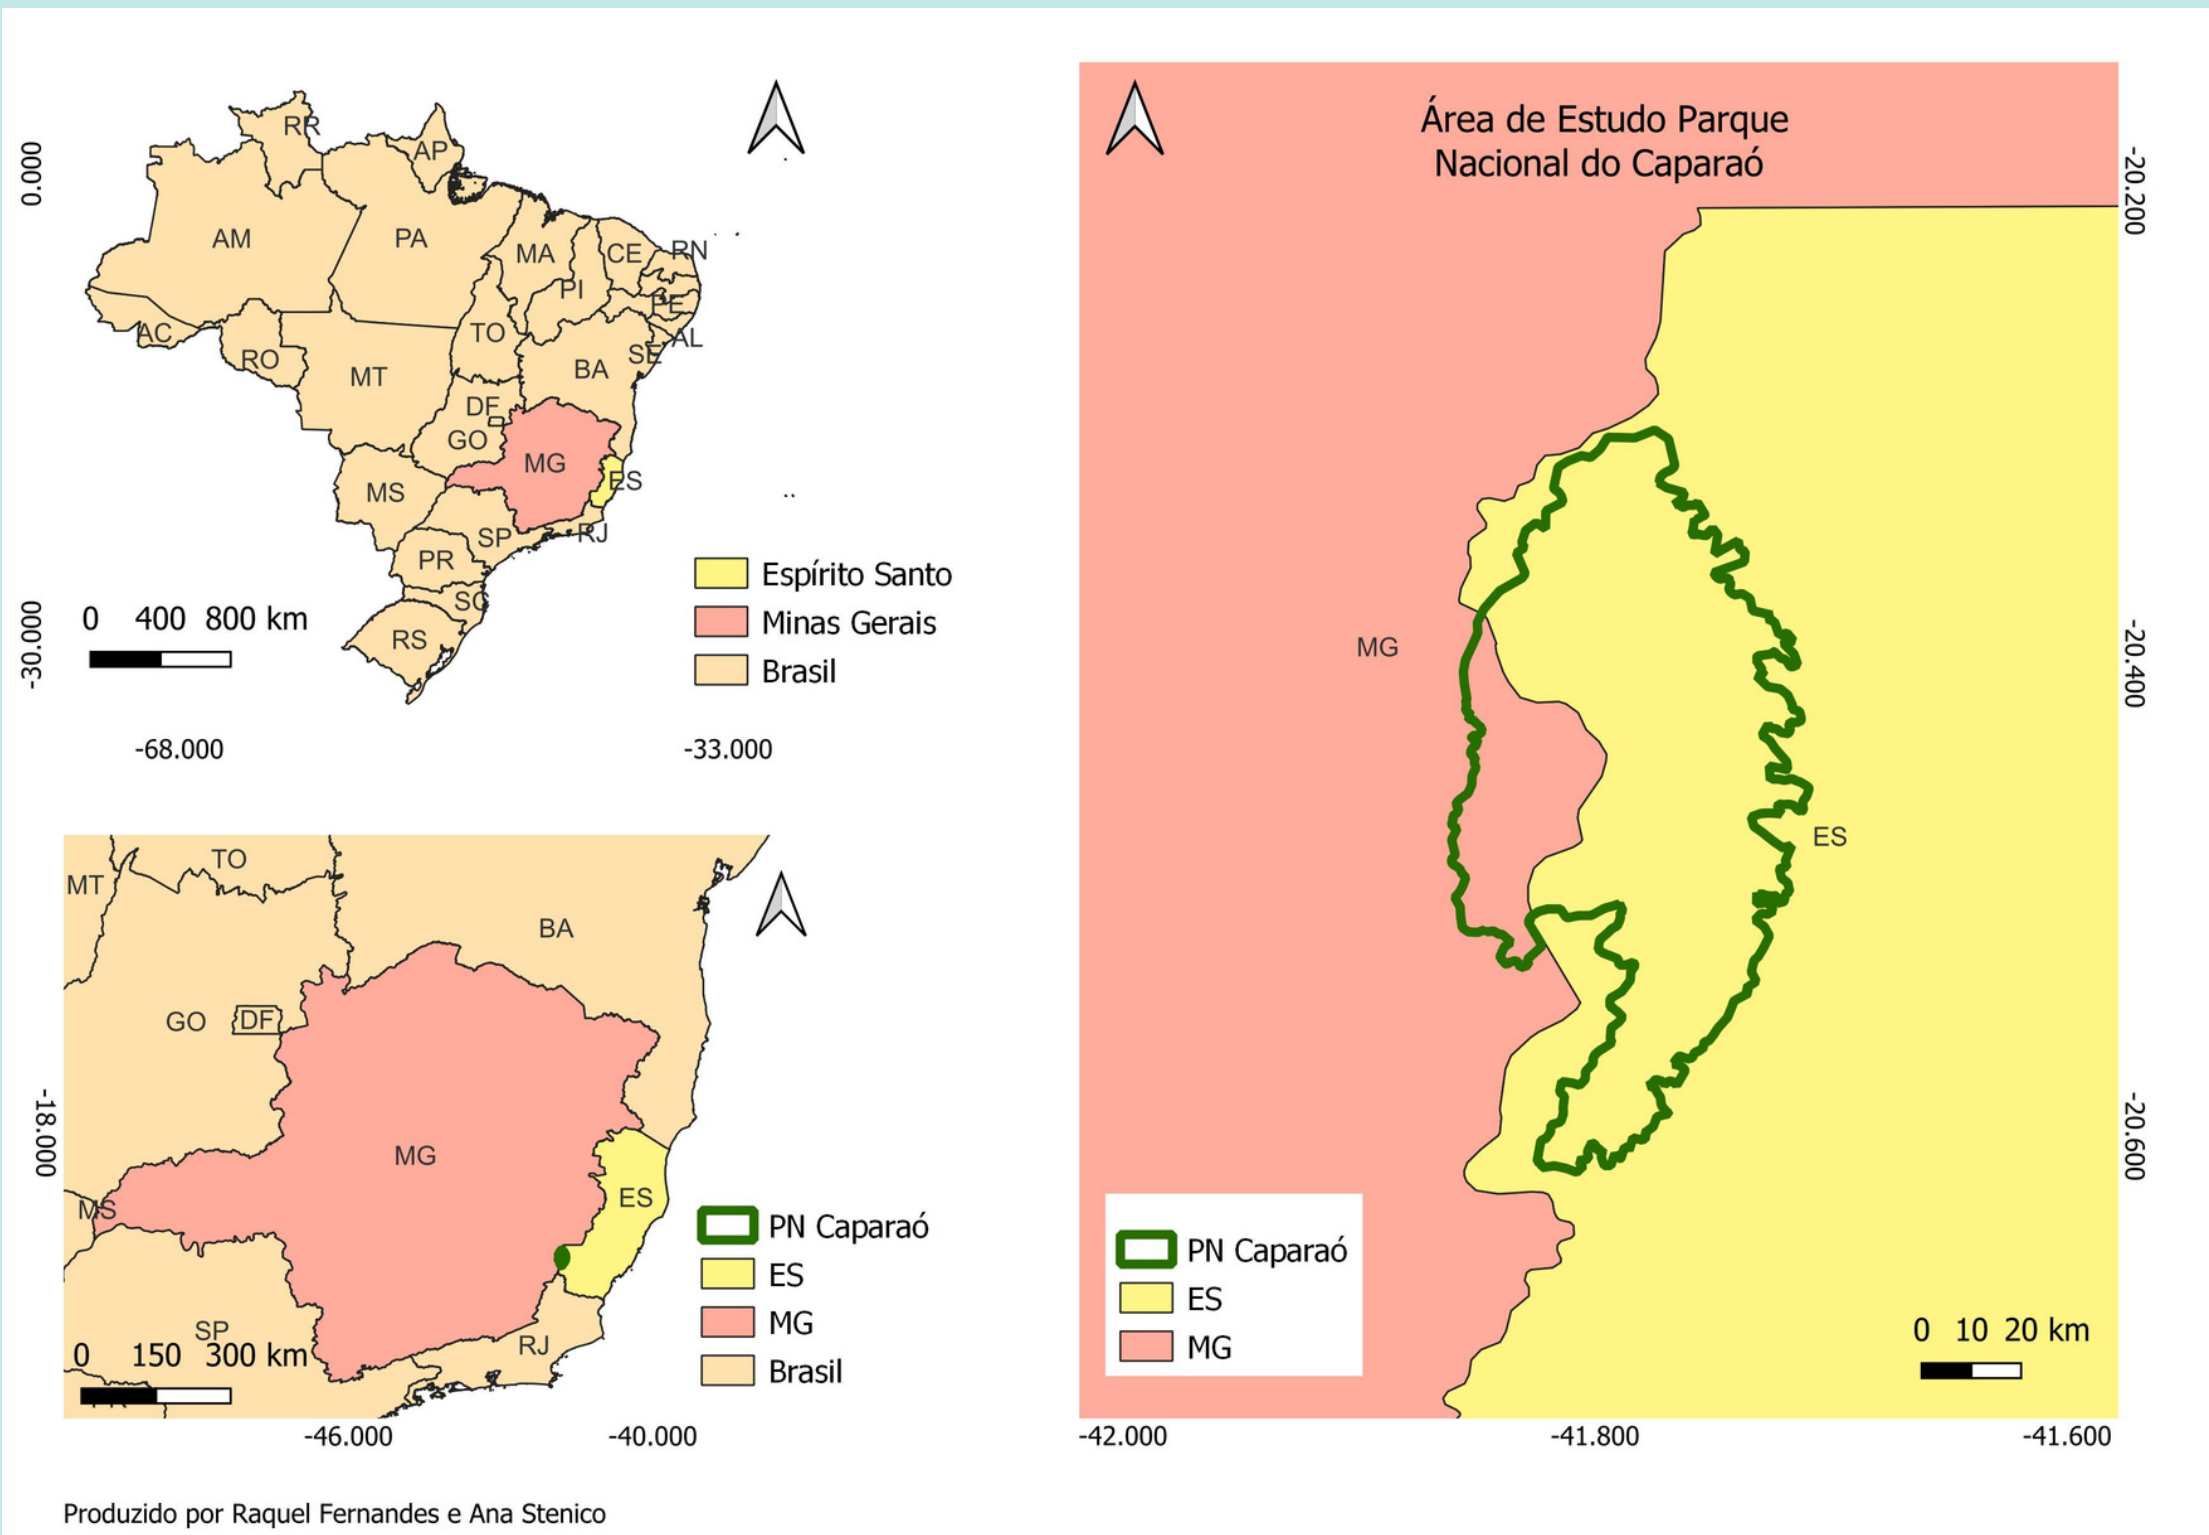 RR
AP
0.000
AM
PA
MA
CE
RN
PI
PE
AC
TO
AL
RO
SE
MT
BA
DF
GO
MG
ES
MS
SP
RJ
PR
SC
RS
-30.000
0 400 800 km
Espírito Santo
Minas Gerais
Brasil
-68.000 -33.000
TO
MT
BA
GO
DF
-18.000
MG
MS
ES
SP
RJ
0 150 300 km
PN Caparaó
ES
MG
Brasil
-46.000 -40.000
Área de Estudo Parque
Nacional do Caparaó
-20.200
MG
-20.400
ES
-20.600
PN Caparaó
ES
MG
0 10 20 km
-42.000 -41.800 -41.600
Produzido por Raquel Fernandes e Ana Stenico